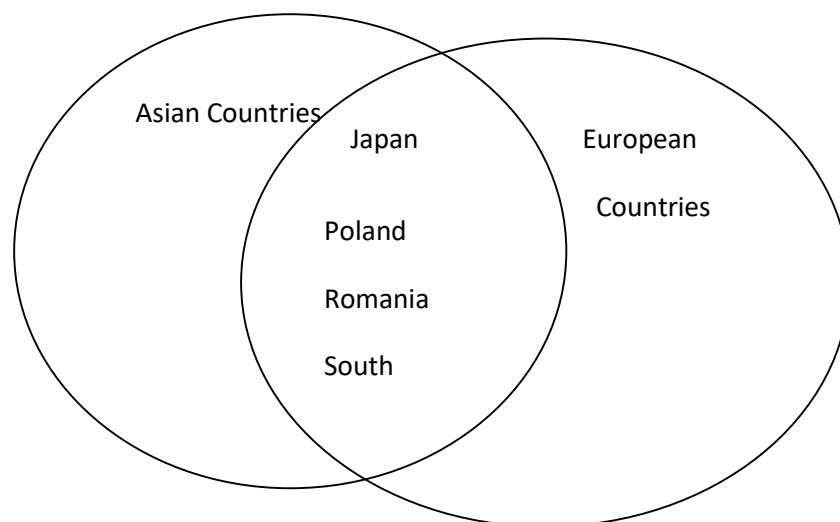 Asian Countries
Japan
European
Countries
Poland
Romania
South